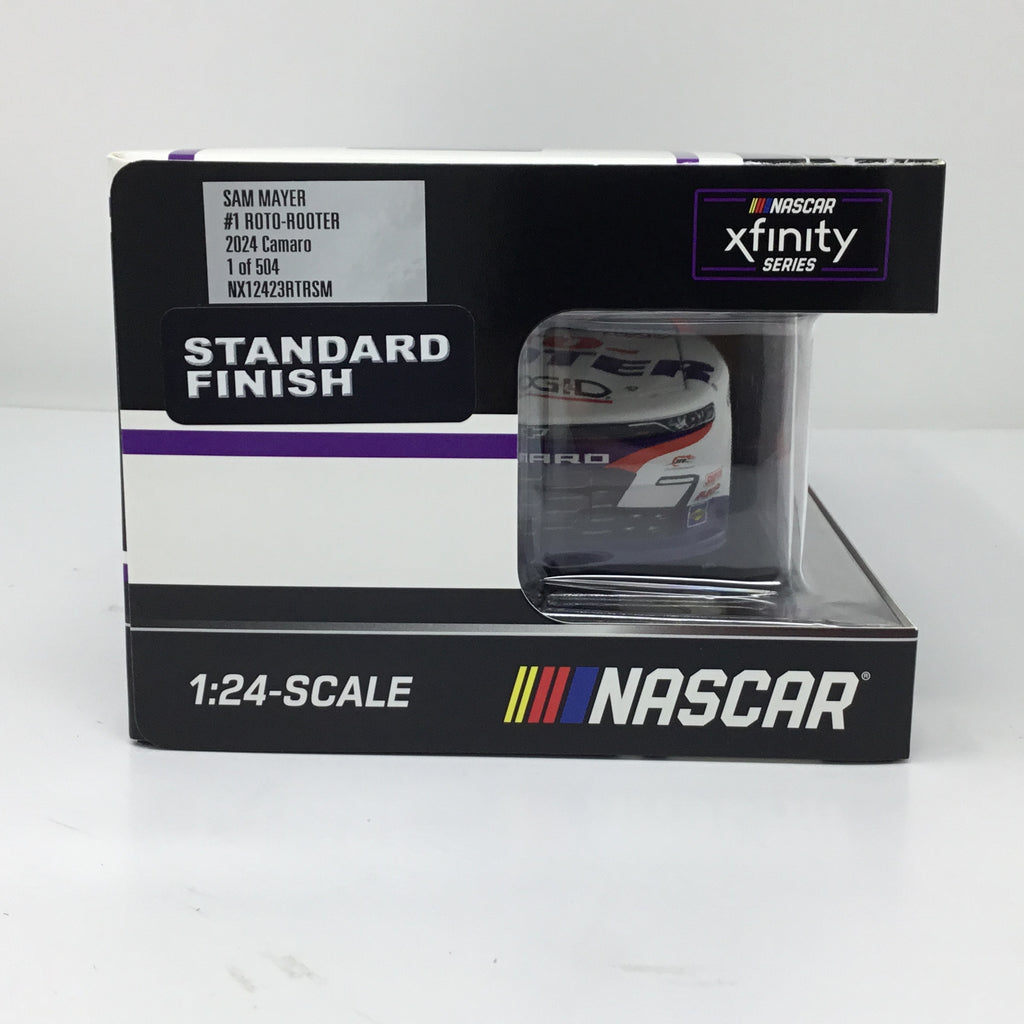 SAM MAYER
#1 ROTO-ROOTER
2024 Camaro
1 of 504
NX12423RTRSM
NASCAR
xfinity
SERIES
STANDARD
FINISH
1:24-SCALE
NASCAR®